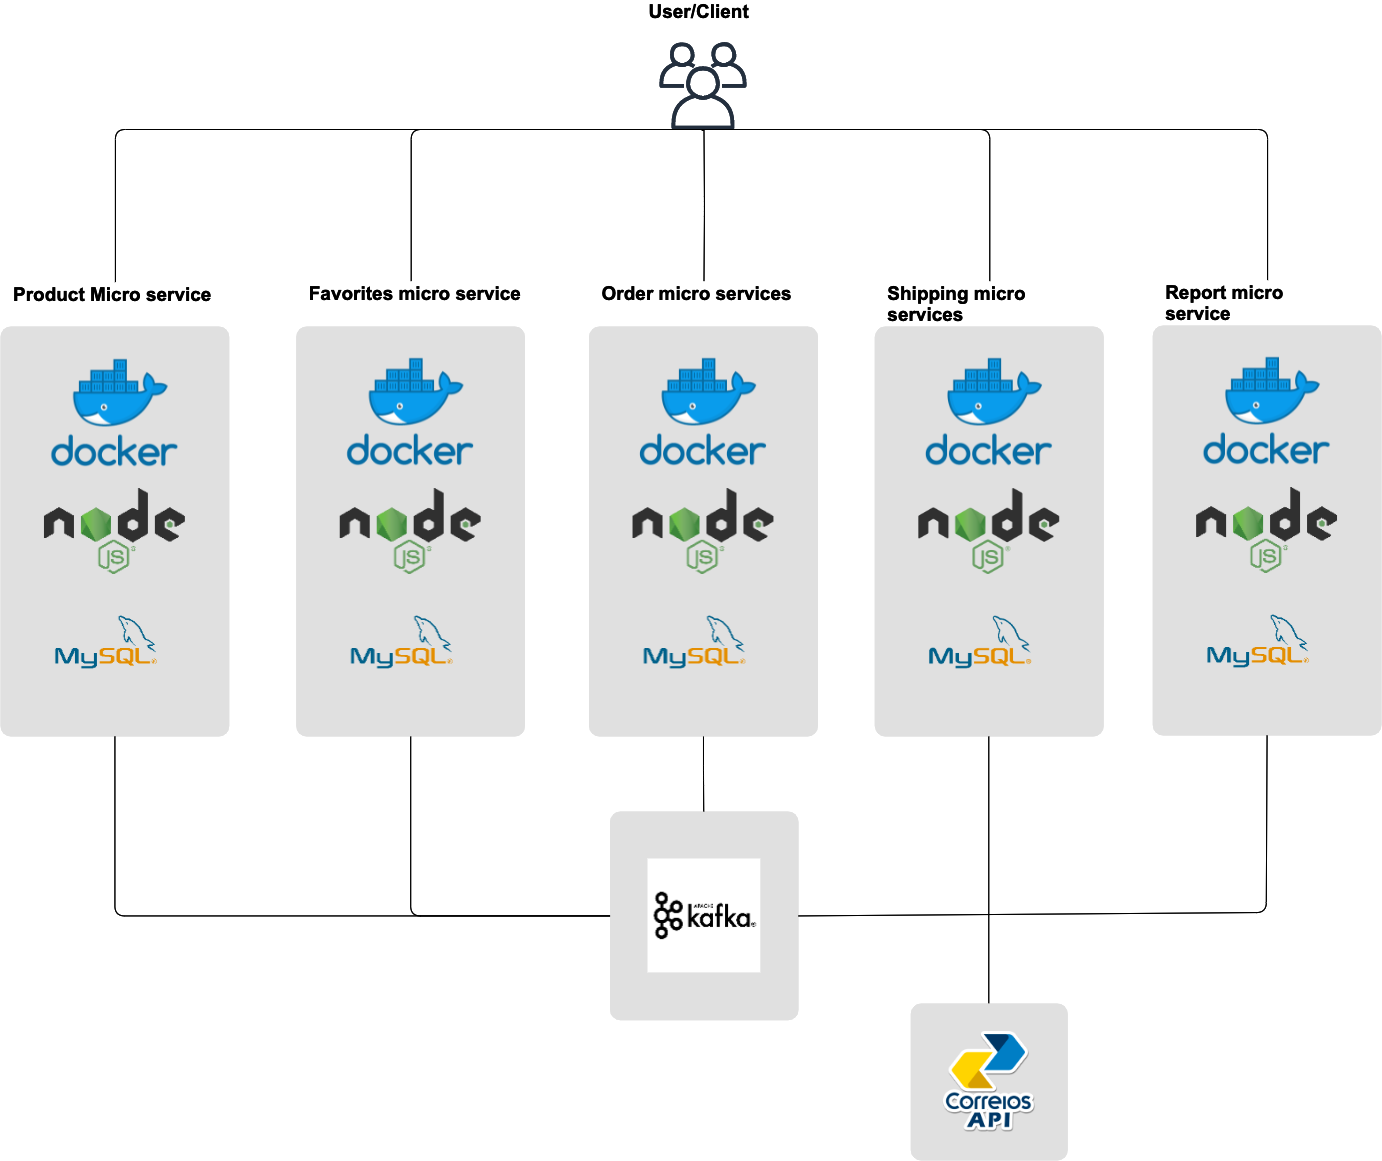 User/Client
Product Micro service
Favorites micro service
Order micro services
Shipping micro
services
Report micro
service
docker
docker
docker
docker
docker
node
JS
node
JS
node
JS
node
JS
node
JS
MySQL®
MySQL®
MySQL®
MySQL®
MySQL®
APACHE
kafka®
Correios
API